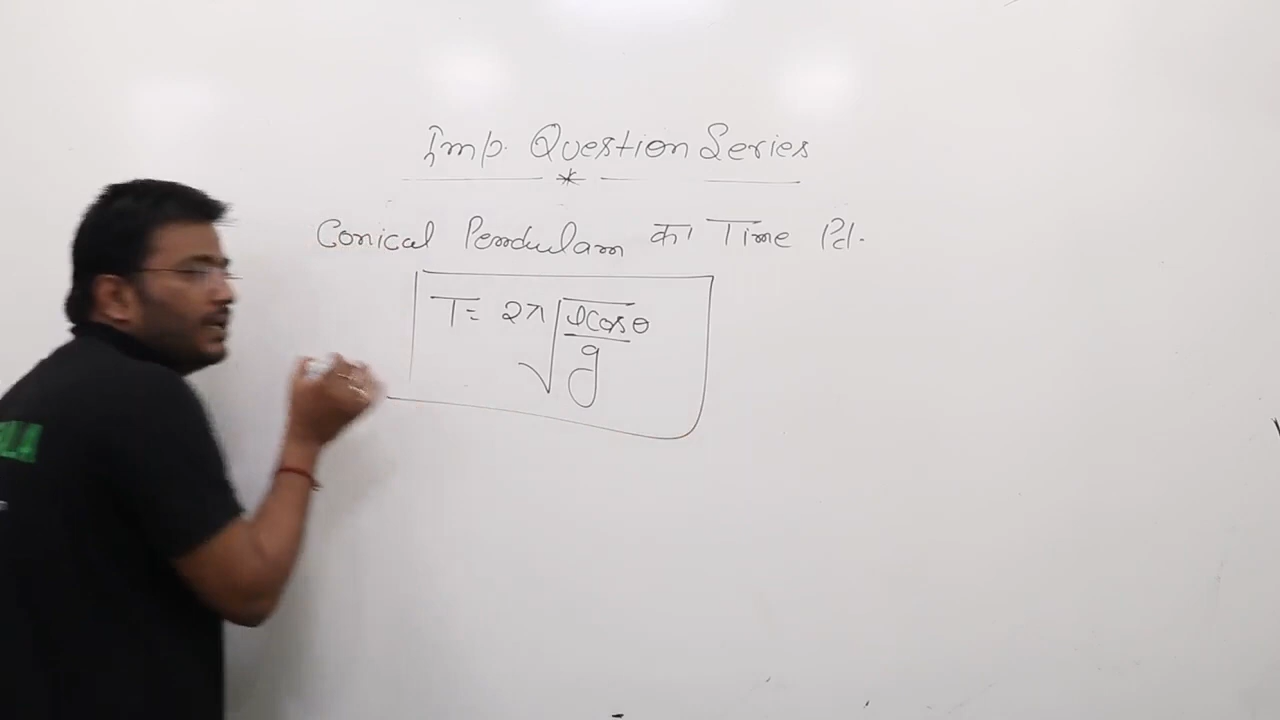 Imp. Question Series
*
Conical Pendulam का Time Pd.
T = 2π √(lcosθ/g)